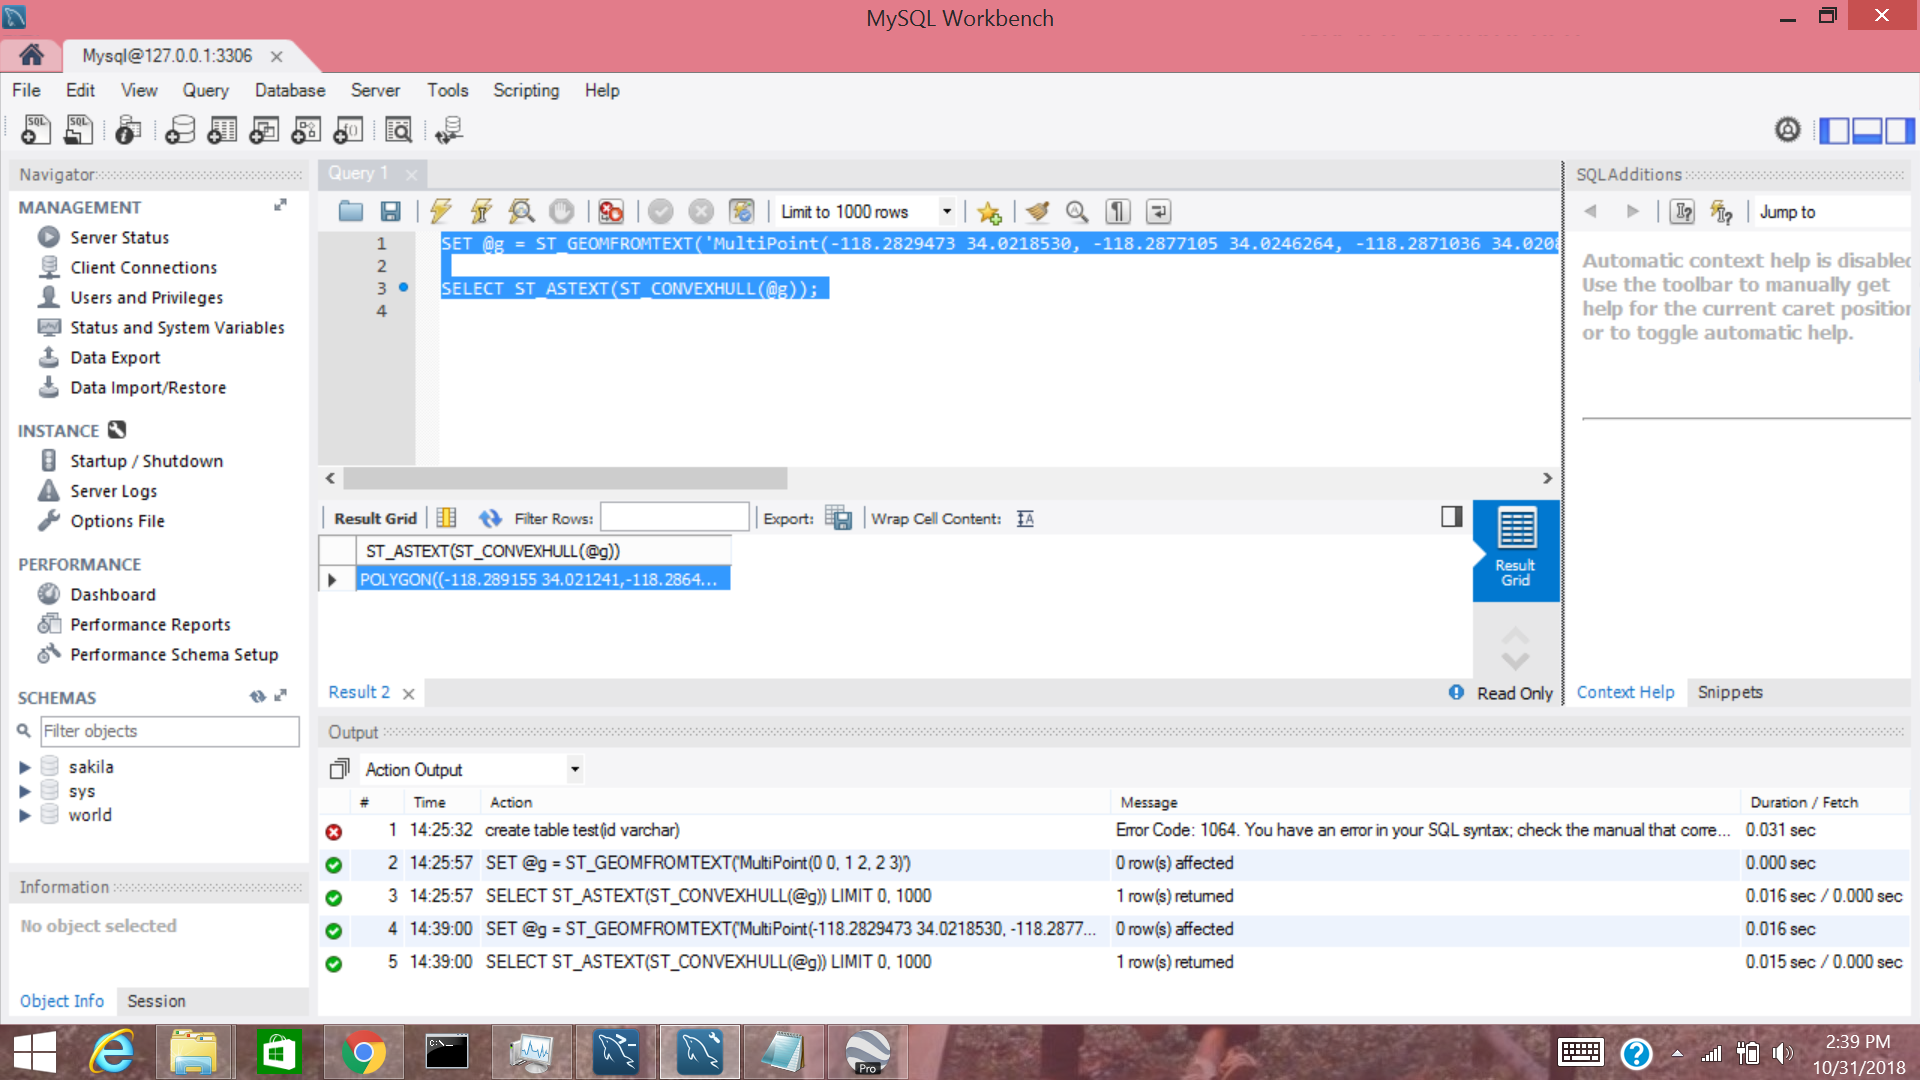 MySQL Workbench
Mysql@127.0.0.1:3306
File Edit View Query Database Server Tools Scripting Help
Navigator
MANAGEMENT
Server Status
Client Connections
Users and Privileges
Status and System Variables
Data Export
Data Import/Restore
INSTANCE
Startup / Shutdown
Server Logs
Options File
PERFORMANCE
Dashboard
Performance Reports
Performance Schema Setup
SCHEMAS
Filter objects
sakila
sys
world
Information
No object selected
Object Info Session
Query 1
Limit to 1000 rows
1 SET @g = ST_GEOMFROMTEXT('MultiPoint(-118.2829473 34.0218530, -118.2877105 34.0246264, -118.2871036 34.020
2
3 SELECT ST_ASTEXT(ST_CONVEXHULL(@g));
4
Result Grid Filter Rows: Export: Wrap Cell Content:
ST_ASTEXT(ST_CONVEXHULL(@g))
POLYGON((-118.289155 34.021241,-118.2864...
Result
Grid
Result 2
Read Only
SQLAdditions
Jump to
Automatic context help is disabled
Use the toolbar to manually get
help for the current caret position
or to toggle automatic help.
Context Help Snippets
Output
Action Output
# Time Action Message Duration / Fetch
1 14:25:32 create table test(id varchar) Error Code: 1064. You have an error in your SQL syntax; check the manual that corre... 0.031 sec
2 14:25:57 SET @g = ST_GEOMFROMTEXT('MultiPoint(0 0, 1 2, 2 3)') 0 row(s) affected 0.000 sec
3 14:25:57 SELECT ST_ASTEXT(ST_CONVEXHULL(@g)) LIMIT 0, 1000 1 row(s) returned 0.016 sec / 0.000 sec
4 14:39:00 SET @g = ST_GEOMFROMTEXT('MultiPoint(-118.2829473 34.0218530, -118.2877... 0 row(s) affected 0.016 sec
5 14:39:00 SELECT ST_ASTEXT(ST_CONVEXHULL(@g)) LIMIT 0, 1000 1 row(s) returned 0.015 sec / 0.000 sec
Pro
2:39 PM
10/31/2018